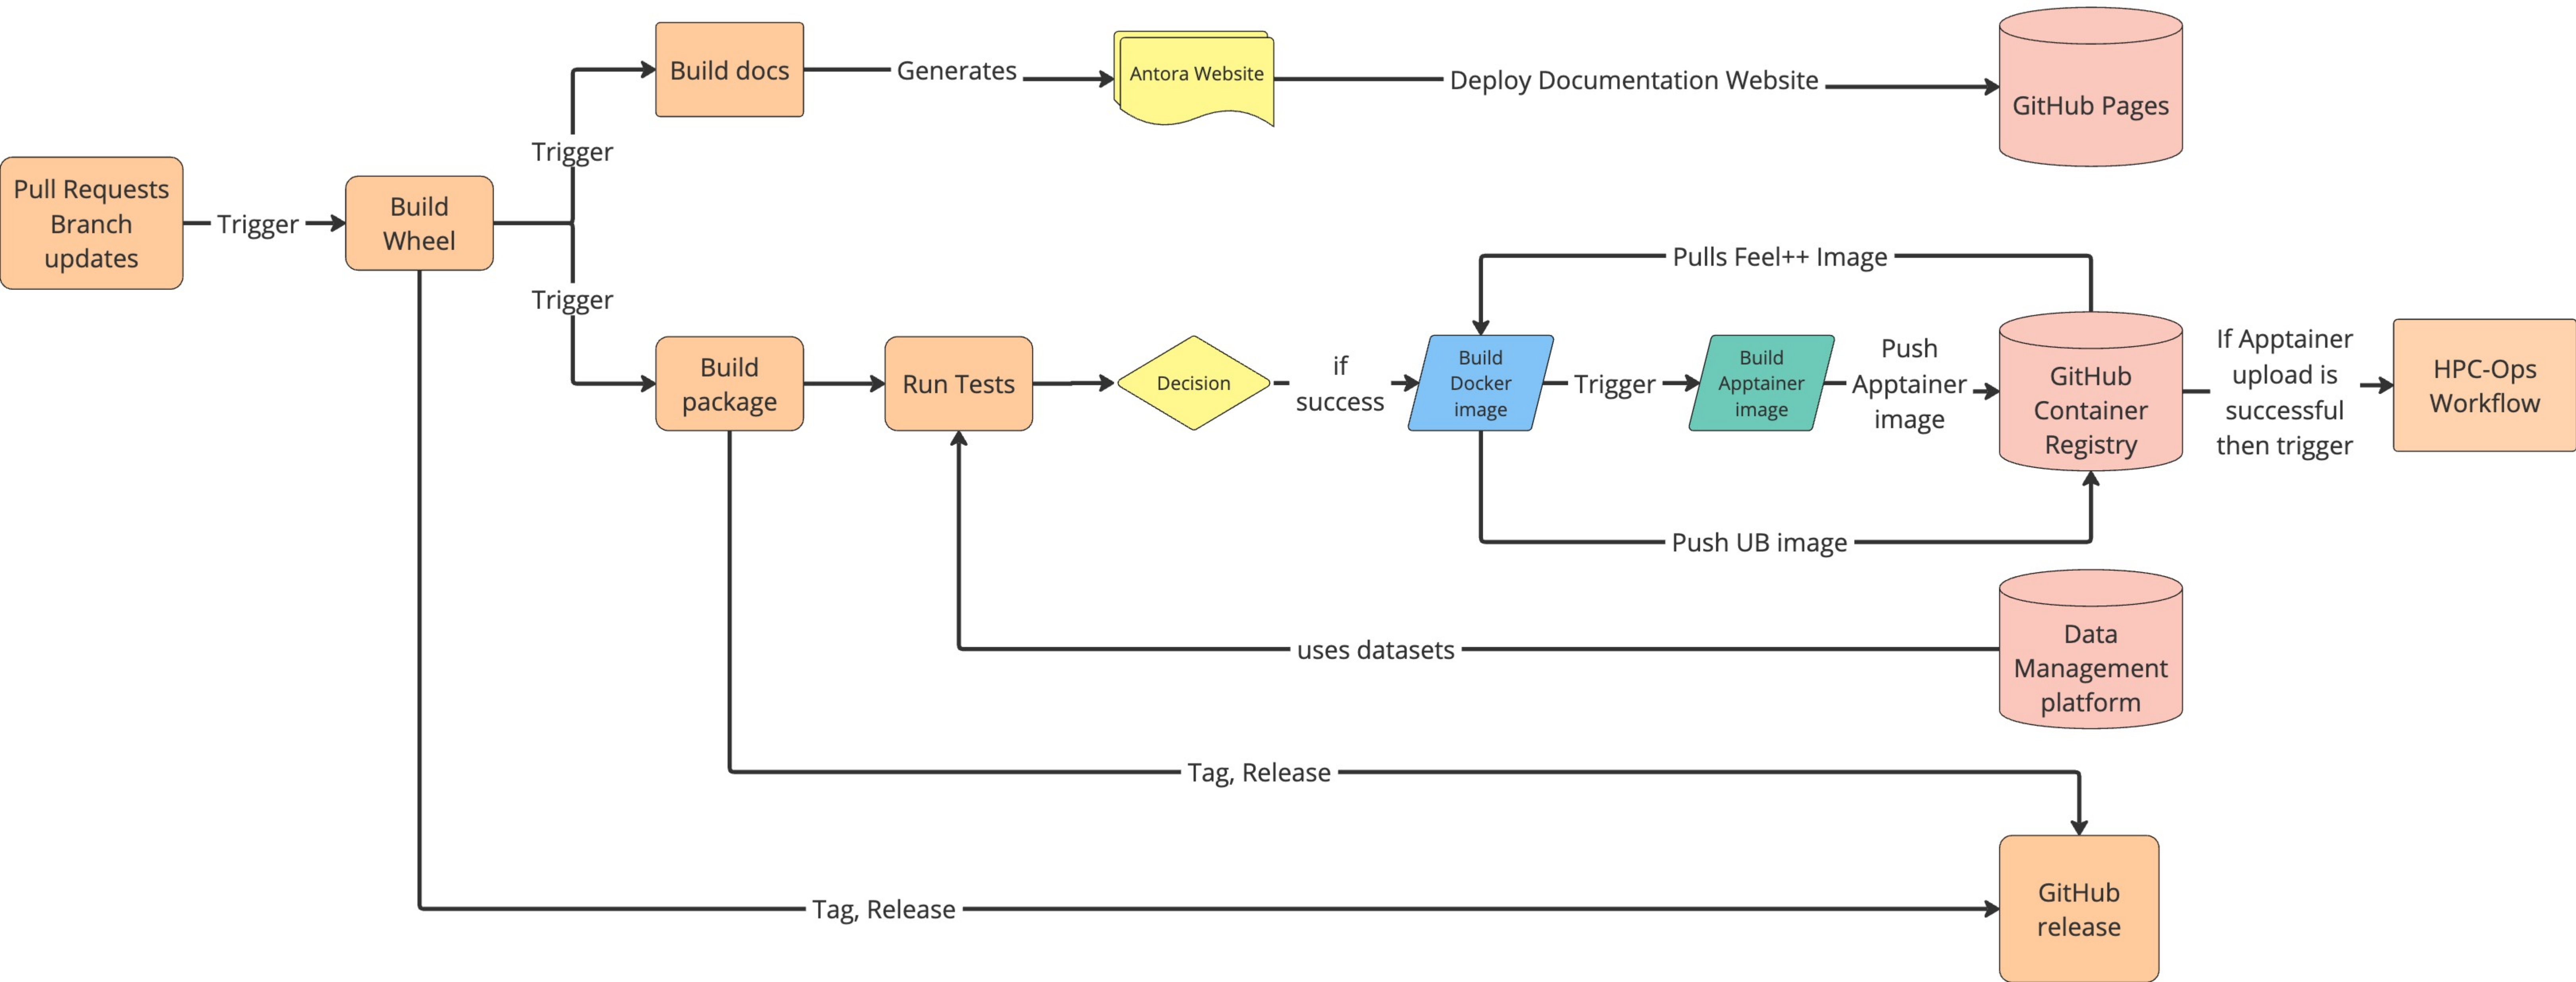 Build docs
Generates
Antora Website
Deploy Documentation Website
GitHub Pages
Trigger
Pull Requests
Branch
updates
Trigger
Build
Wheel
Trigger
Pulls Feel++ Image
Build
package
Run Tests
Decision
if
success
Build
Docker
image
Trigger
Build
Apptainer
image
Push
Apptainer
image
GitHub
Container
Registry
If Apptainer
upload is
successful
then trigger
HPC-Ops
Workflow
Push UB image
uses datasets
Data
Management
platform
Tag, Release
Tag, Release
GitHub
release